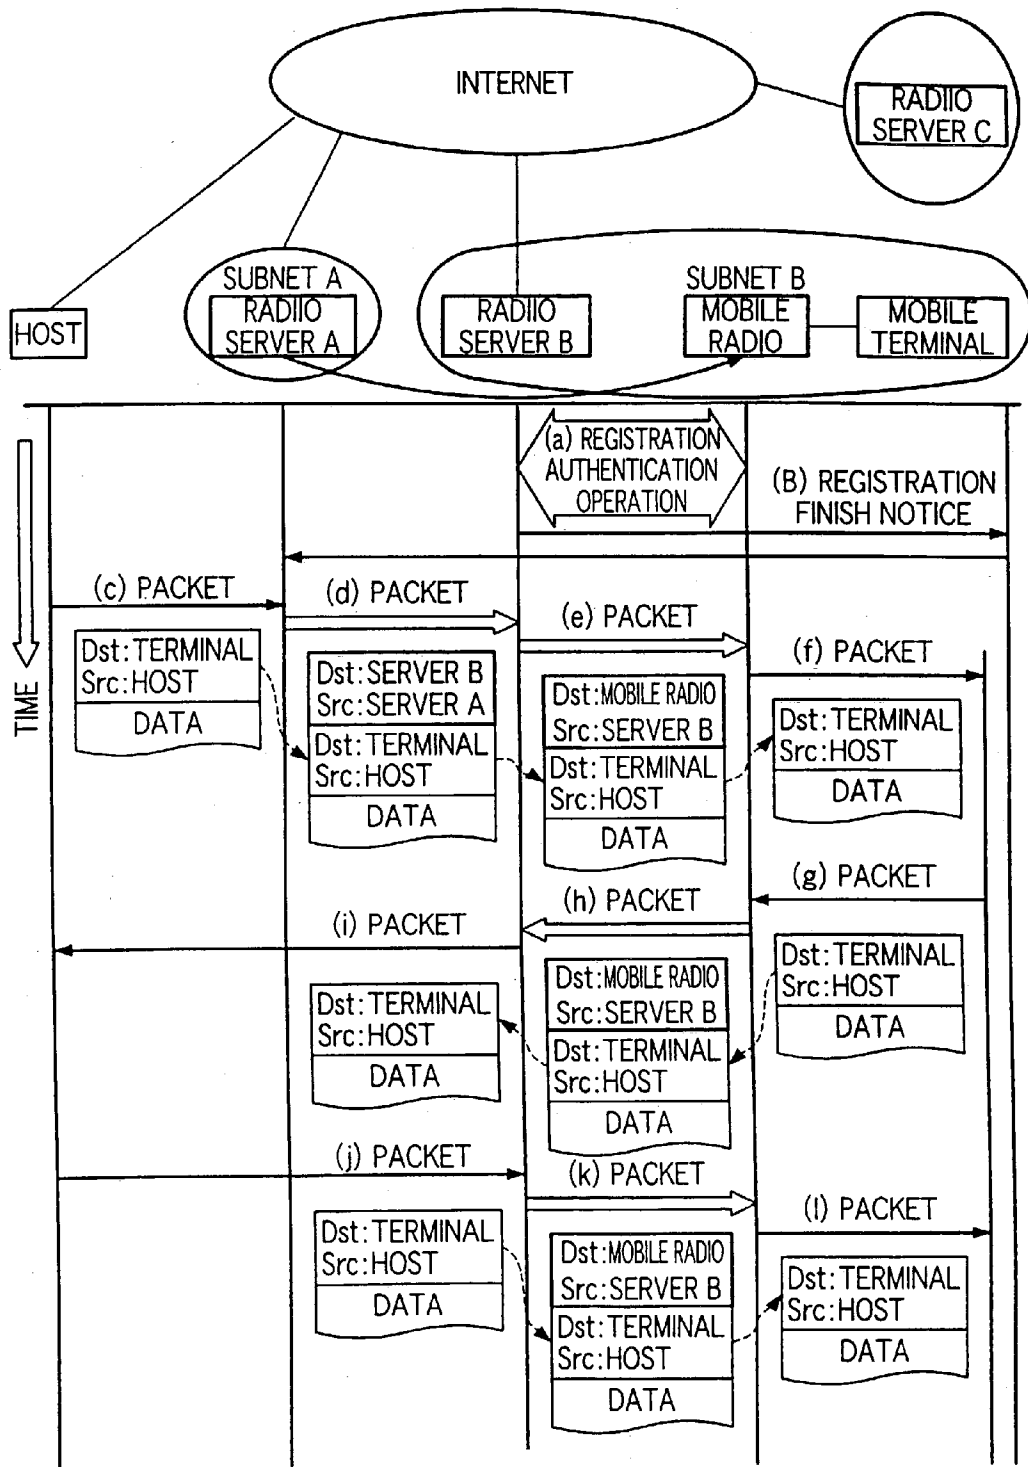 INTERNET
RADIIO
SERVER C
SUBNET A
RADIIO
SERVER A
HOST
RADIIO
SERVER B
SUBNET B
MOBILE
RADIO
MOBILE
TERMINAL
TIME
(a) REGISTRATION
AUTHENTICATION
OPERATION
(B) REGISTRATION
FINISH NOTICE
(c) PACKET
(d) PACKET
(e) PACKET
(f) PACKET
Dst:TERMINAL
Src:HOST
DATA
Dst:SERVER B
Src:SERVER A
Dst:TERMINAL
Src:HOST
DATA
Dst:MOBILE RADIO
Src:SERVER B
Dst:TERMINAL
Src:HOST
DATA
Dst:TERMINAL
Src:HOST
DATA
(g) PACKET
(h) PACKET
(i) PACKET
Dst:TERMINAL
Src:HOST
DATA
Dst:MOBILE RADIO
Src:SERVER B
Dst:TERMINAL
Src:HOST
DATA
Dst:TERMINAL
Src:HOST
DATA
(j) PACKET
(k) PACKET
(l) PACKET
Dst:TERMINAL
Src:HOST
DATA
Dst:MOBILE RADIO
Src:SERVER B
Dst:TERMINAL
Src:HOST
DATA
Dst:TERMINAL
Src:HOST
DATA